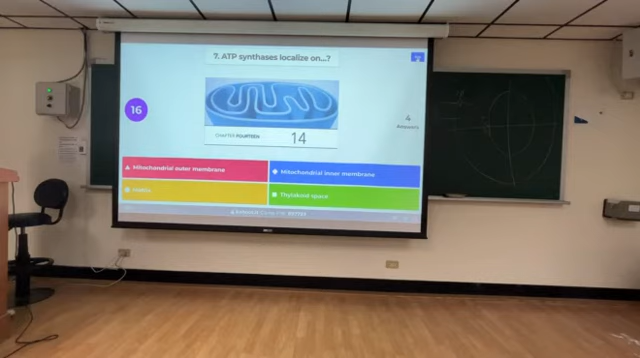 7. ATP synthases localize on...?
16
CHAPTER FOURTEEN
14
4
Answers
Mitochondrial outer membrane
Mitochondrial inner membrane
Matrix
Thylakoid space